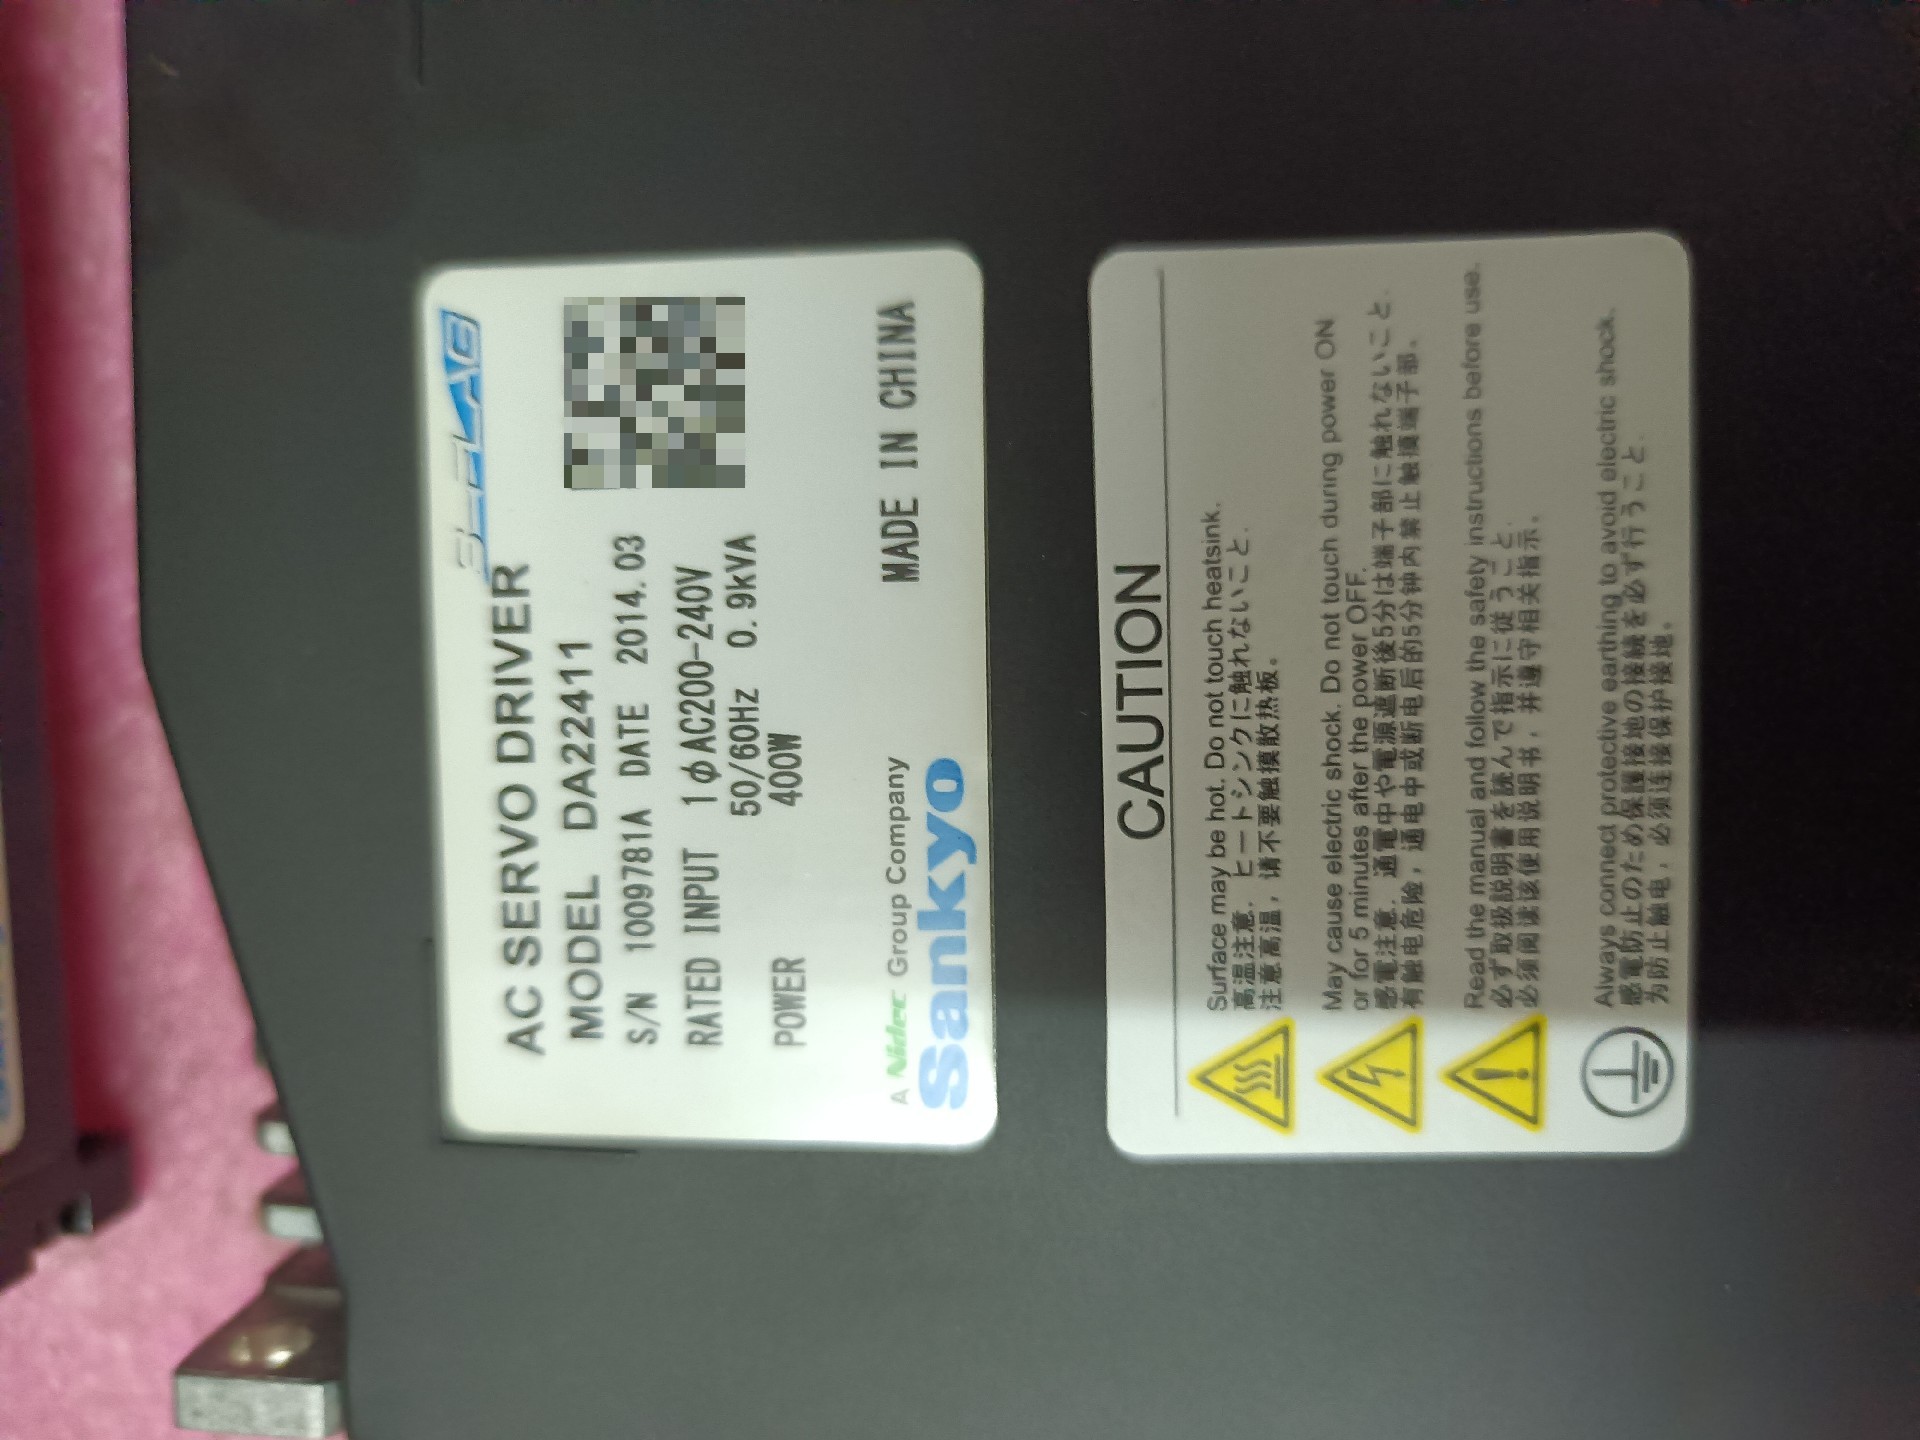 AC SERVO DRIVER
MODEL DA22411
S/N 1009781A DATE 2014.03
RATED INPUT 1φAC200-240V
50/60Hz 0.9kVA
POWER 400W
A Nidec Group Company
Sankyo
MADE IN CHINA
CAUTION
Surface may be hot. Do not touch heatsink.
高温注意. ヒートシンクに触れないこと.
注意高温，请不要触摸散热板。
May cause electric shock. Do not touch during power ON
or for 5 minutes after the power OFF.
感電注意. 通電中や電源遮断後5分は端子部に触れないこと.
有触电危险，通电中或断电后的5分钟内禁止触摸端子部。
Read the manual and follow the safety instructions before use.
必ず取扱説明書を読んで指示に従うこと.
必须阅读该使用说明书，并遵守相关指示。
Always connect protective earthing to avoid electric shock.
感電防止のため保護接地の接続を必ず行うこと.
为防止触电，必须连接保护接地。